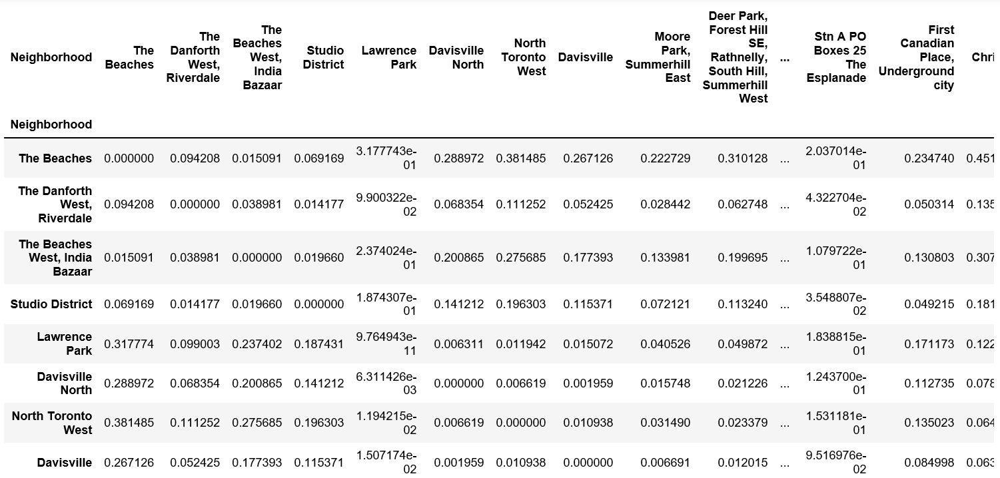 Neighborhood The Beaches The Danforth West, Riverdale The Beaches West, India Bazaar Studio District Lawrence Park Davisville North North Toronto West Davisville Moore Park, Summerhill East Deer Park, Forest Hill SE, Rathnelly, South Hill, Summerhill West ... Stn A PO Boxes 25 The Esplanade First Canadian Place, Underground city Chri
Neighborhood
The Beaches 0.000000 0.094208 0.015091 0.069169 3.177743e-01 0.288972 0.381485 0.267126 0.222729 0.310128 ... 2.037014e-01 0.234740 0.451
The Danforth West, Riverdale 0.094208 0.000000 0.038981 0.014177 9.900322e-02 0.068354 0.111252 0.052425 0.028442 0.062748 ... 4.322704e-02 0.050314 0.135
The Beaches West, India Bazaar 0.015091 0.038981 0.000000 0.019660 2.374024e-01 0.200865 0.275685 0.177393 0.133981 0.199695 ... 1.079722e-01 0.130803 0.307
Studio District 0.069169 0.014177 0.019660 0.000000 1.874307e-01 0.141212 0.196303 0.115371 0.072121 0.113240 ... 3.548807e-02 0.049215 0.181
Lawrence Park 0.317774 0.099003 0.237402 0.187431 9.764943e-11 0.006311 0.011942 0.015072 0.040526 0.049872 ... 1.838815e-01 0.171173 0.122
Davisville North 0.288972 0.068354 0.200865 0.141212 6.311426e-03 0.000000 0.006619 0.001959 0.015748 0.021226 ... 1.243700e-01 0.112735 0.078
North Toronto West 0.381485 0.111252 0.275685 0.196303 1.194215e-02 0.006619 0.000000 0.010938 0.031490 0.023379 ... 1.531181e-01 0.135023 0.064
Davisville 0.267126 0.052425 0.177393 0.115371 1.507174e-02 0.001959 0.010938 0.000000 0.006691 0.012015 ... 9.516976e-02 0.084998 0.063